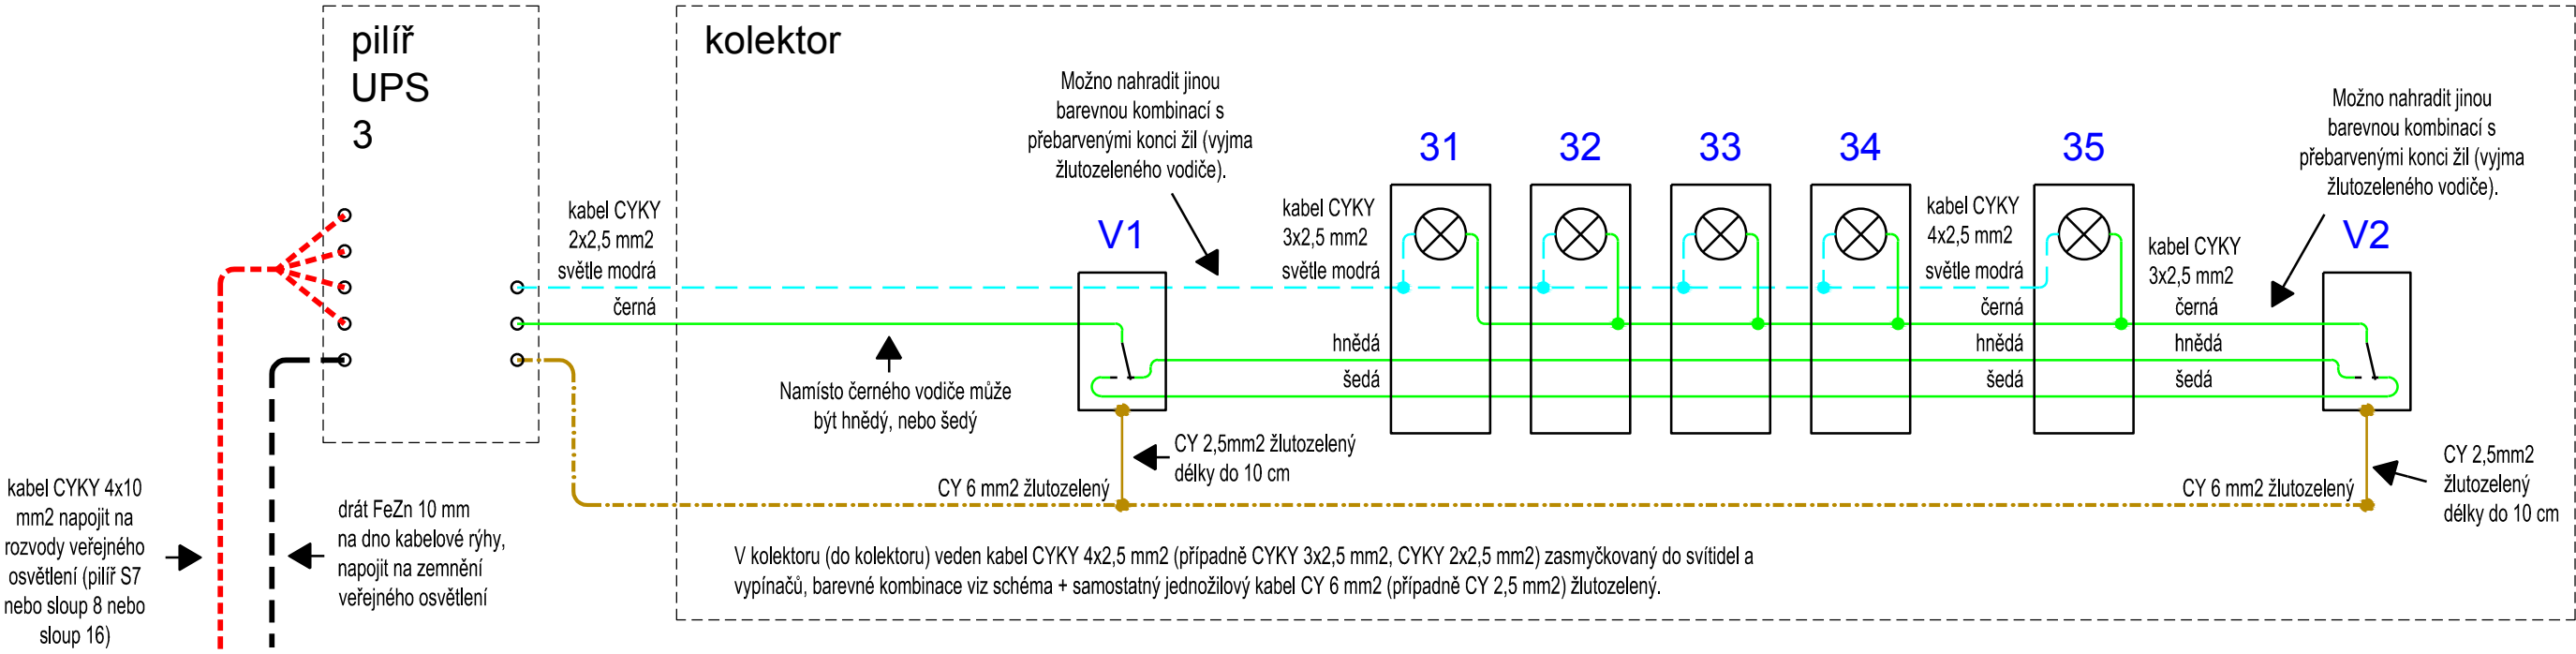 pilíř
UPS
3
kolektor
Možno nahradit jinou
barevnou kombinací s
přebarvenými konci žil (vyjma
žlutozeleného vodiče).
Možno nahradit jinou
barevnou kombinací s
přebarvenými konci žil (vyjma
žlutozeleného vodiče).
31
32
33
34
35
V1
V2
kabel CYKY
2x2,5 mm2
světle modrá
černá
kabel CYKY
3x2,5 mm2
světle modrá
hnědá
šedá
kabel CYKY
4x2,5 mm2
světle modrá
černá
hnědá
šedá
kabel CYKY
3x2,5 mm2
černá
hnědá
šedá
Namísto černého vodiče může
být hnědý, nebo šedý
CY 2,5mm2 žlutozelený
délky do 10 cm
CY 6 mm2 žlutozelený
CY 6 mm2 žlutozelený
CY 2,5mm2
žlutozelený
délky do 10 cm
kabel CYKY 4x10
mm2 napojit na
rozvody veřejného
osvětlení (pilíř S7
nebo sloup 8 nebo
sloup 16)
drát FeZn 10 mm
na dno kabelové rýhy,
napojit na zemnění
veřejného osvětlení
V kolektoru (do kolektoru) veden kabel CYKY 4x2,5 mm2 (případně CYKY 3x2,5 mm2, CYKY 2x2,5 mm2) zasmyčkovaný do svítidel a
vypínačů, barevné kombinace viz schéma + samostatný jednožilový kabel CY 6 mm2 (případně CY 2,5 mm2) žlutozelený.